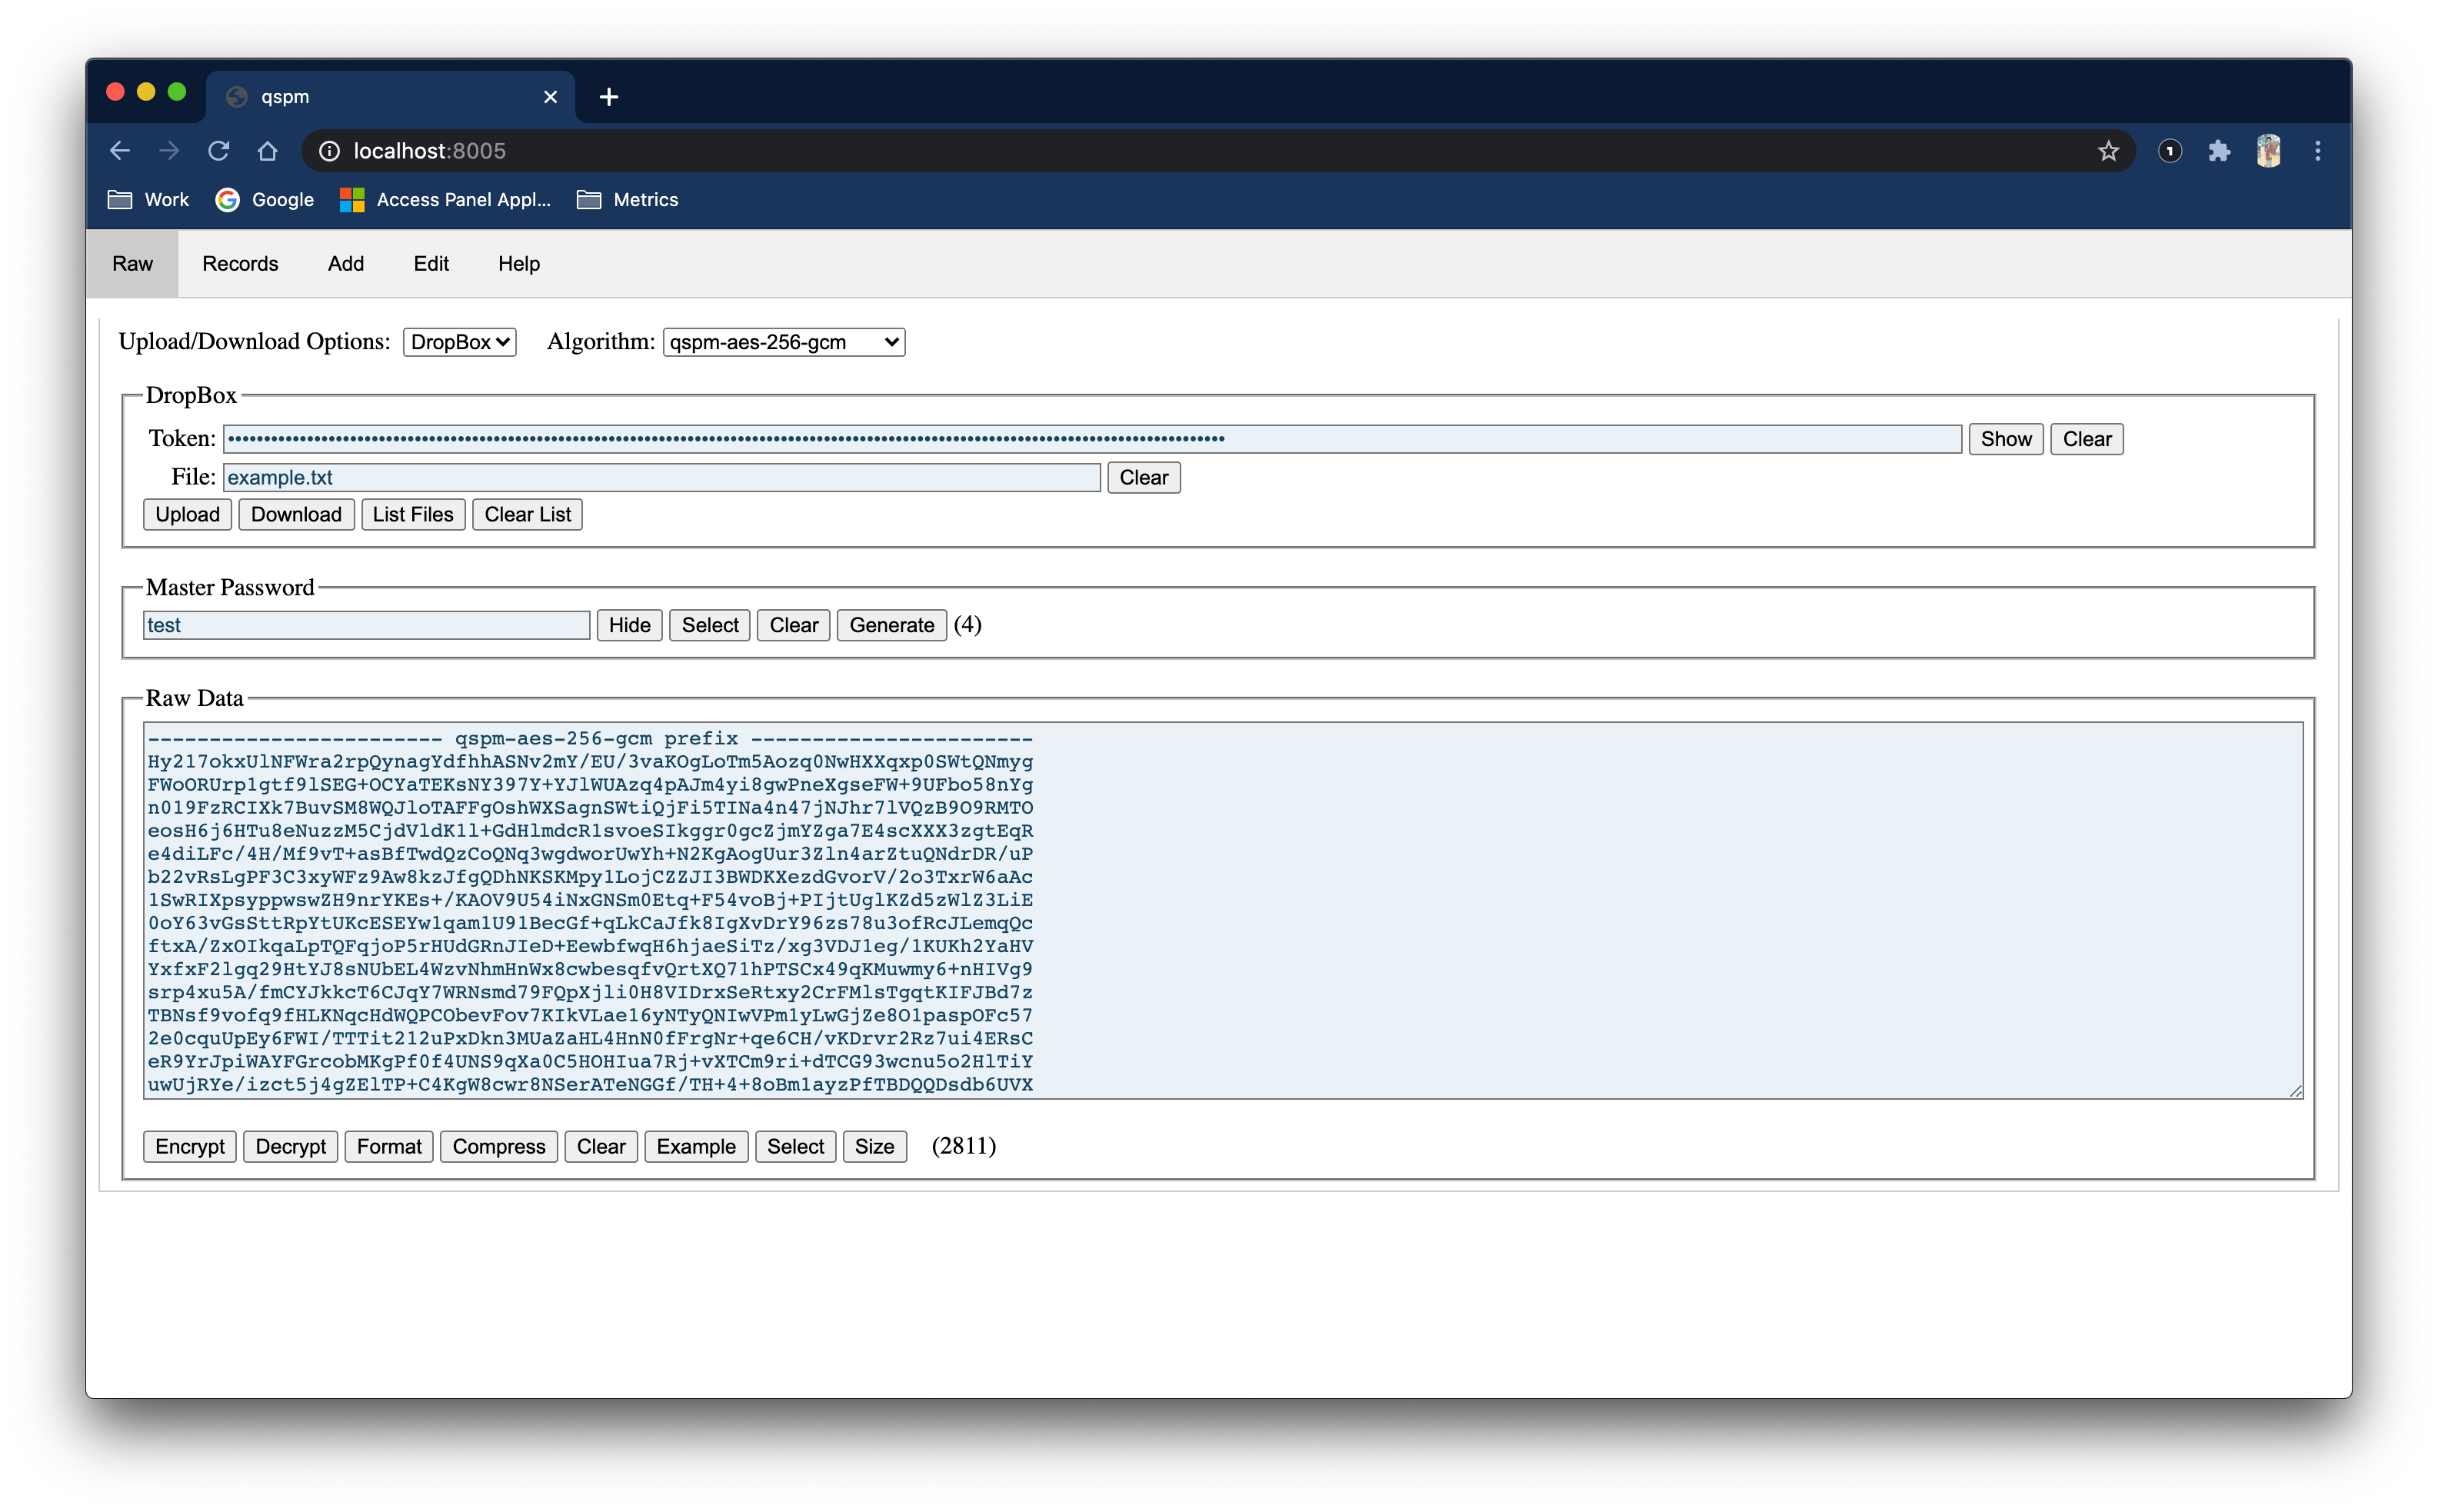 qspm
localhost:8005
Work Google Access Panel Appl... Metrics
Raw Records Add Edit Help
Upload/Download Options: DropBox Algorithm: qspm-aes-256-gcm
DropBox
Token: Show Clear
File: example.txt Clear
Upload Download List Files Clear List
Master Password
test Hide Select Clear Generate (4)
Raw Data
------------------------ qspm-aes-256-gcm prefix -----------------------
Hy217okxUlNFWra2rpQynagYdfhhASNv2mY/EU/3vaKOgLoTm5Aozq0NwHXXqxp0SWtQNmyg
FWoORUrp1gtf9lSEG+OCYaTEKsNY397Y+YJlWUAzq4pAJm4yi8gwPneXgseFW+9UFbo58nYg
n019FzRCIXk7BuvSM8WQJloTAFFgOshWXSagnSWtiQjFi5TINa4n47jNJhr7lVQzB9O9RMTO
eosH6j6HTu8eNuzzM5CjdVldK1l+GdHlmdcR1svoeSIkggr0gcZjmYZga7E4scXXX3zgtEqR
e4diLFc/4H/Mf9vT+asBfTwdQzCoQNq3wgdworUwYh+N2KgAogUur3Zln4arZtuQNdrDR/uP
b22vRsLgPF3C3xyWFz9Aw8kzJfgQDhNKSKMpy1LojCZZJI3BWDKXezdGvorV/2o3TxrW6aAc
1SwRIXpsyppwswZH9nrYKEs+/KAOV9U54iNxGNSm0Etq+F54voBj+PIjtUglKZd5zWlZ3LiE
0oY63vGsSttRpYtUKcESEYw1qam1U91BecGf+qLkCaJfk8IgXvDrY96zs78u3ofRcJLemqQc
ftxA/ZxOIkqaLpTQFqjoP5rHUdGRnJIeD+EewbfwqH6hjaeSiTz/xg3VDJ1eg/1KUKh2YaHV
YxfxF2lgq29HtYJ8sNUbEL4WzvNhmHnWx8cwbesqfvQrtXQ71hPTSCx49qKMuwmy6+nHIVg9
srp4xu5A/fmCYJkkcT6CJqY7WRNsmd79FQpXjli0H8VIDrxSeRtxy2CrFMlsTgqtKIFJBd7z
TBNsf9vofq9fHLKNqcHdWQPCObevFov7KIkVLae16yNTyQNIwVPm1yLwGjZe8O1paspOFc57
2e0cquUpEy6FWI/TTTit212uPxDkn3MUaZaHL4HnN0fFrgNr+qe6CH/vKDrvr2Rz7ui4ERsC
eR9YrJpiWAYFGrcobMKgPf0f4UNS9qXa0C5HOHIua7Rj+vXTCm9ri+dTCG93wcnu5o2HlTiY
uwUjRYe/izct5j4gZElTP+C4KgW8cwr8NSerATeNGGf/TH+4+8oBm1ayzPfTBDQQDsdb6UVX
Encrypt Decrypt Format Compress Clear Example Select Size (2811)